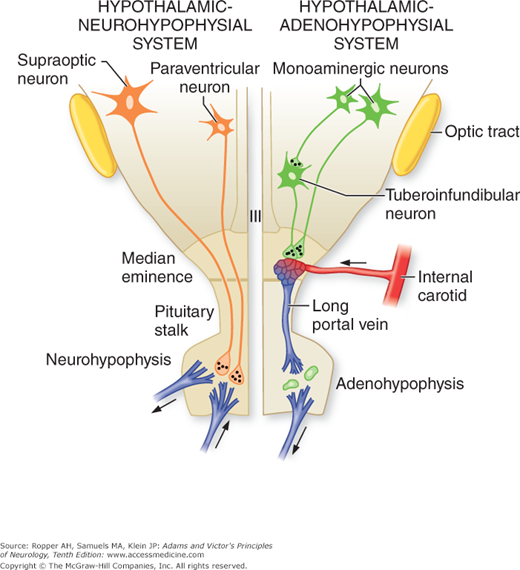 HYPOTHALAMIC-
NEUROHYPOPHYSIAL
SYSTEM
HYPOTHALAMIC-
ADENOHYPOPHYSIAL
SYSTEM
Supraoptic
neuron
Paraventricular
neuron
Monoaminergic neurons
Optic tract
Tuberoinfundibular
neuron
III
Median
eminence
Internal
carotid
Pituitary
stalk
Long
portal vein
Neurohypophysis
Adenohypophysis
Source: Ropper AH, Samuels MA, Klein JP: Adams and Victor's Principles
of Neurology, Tenth Edition: www.accessmedicine.com
Copyright © The McGraw-Hill Companies, Inc. All rights reserved.